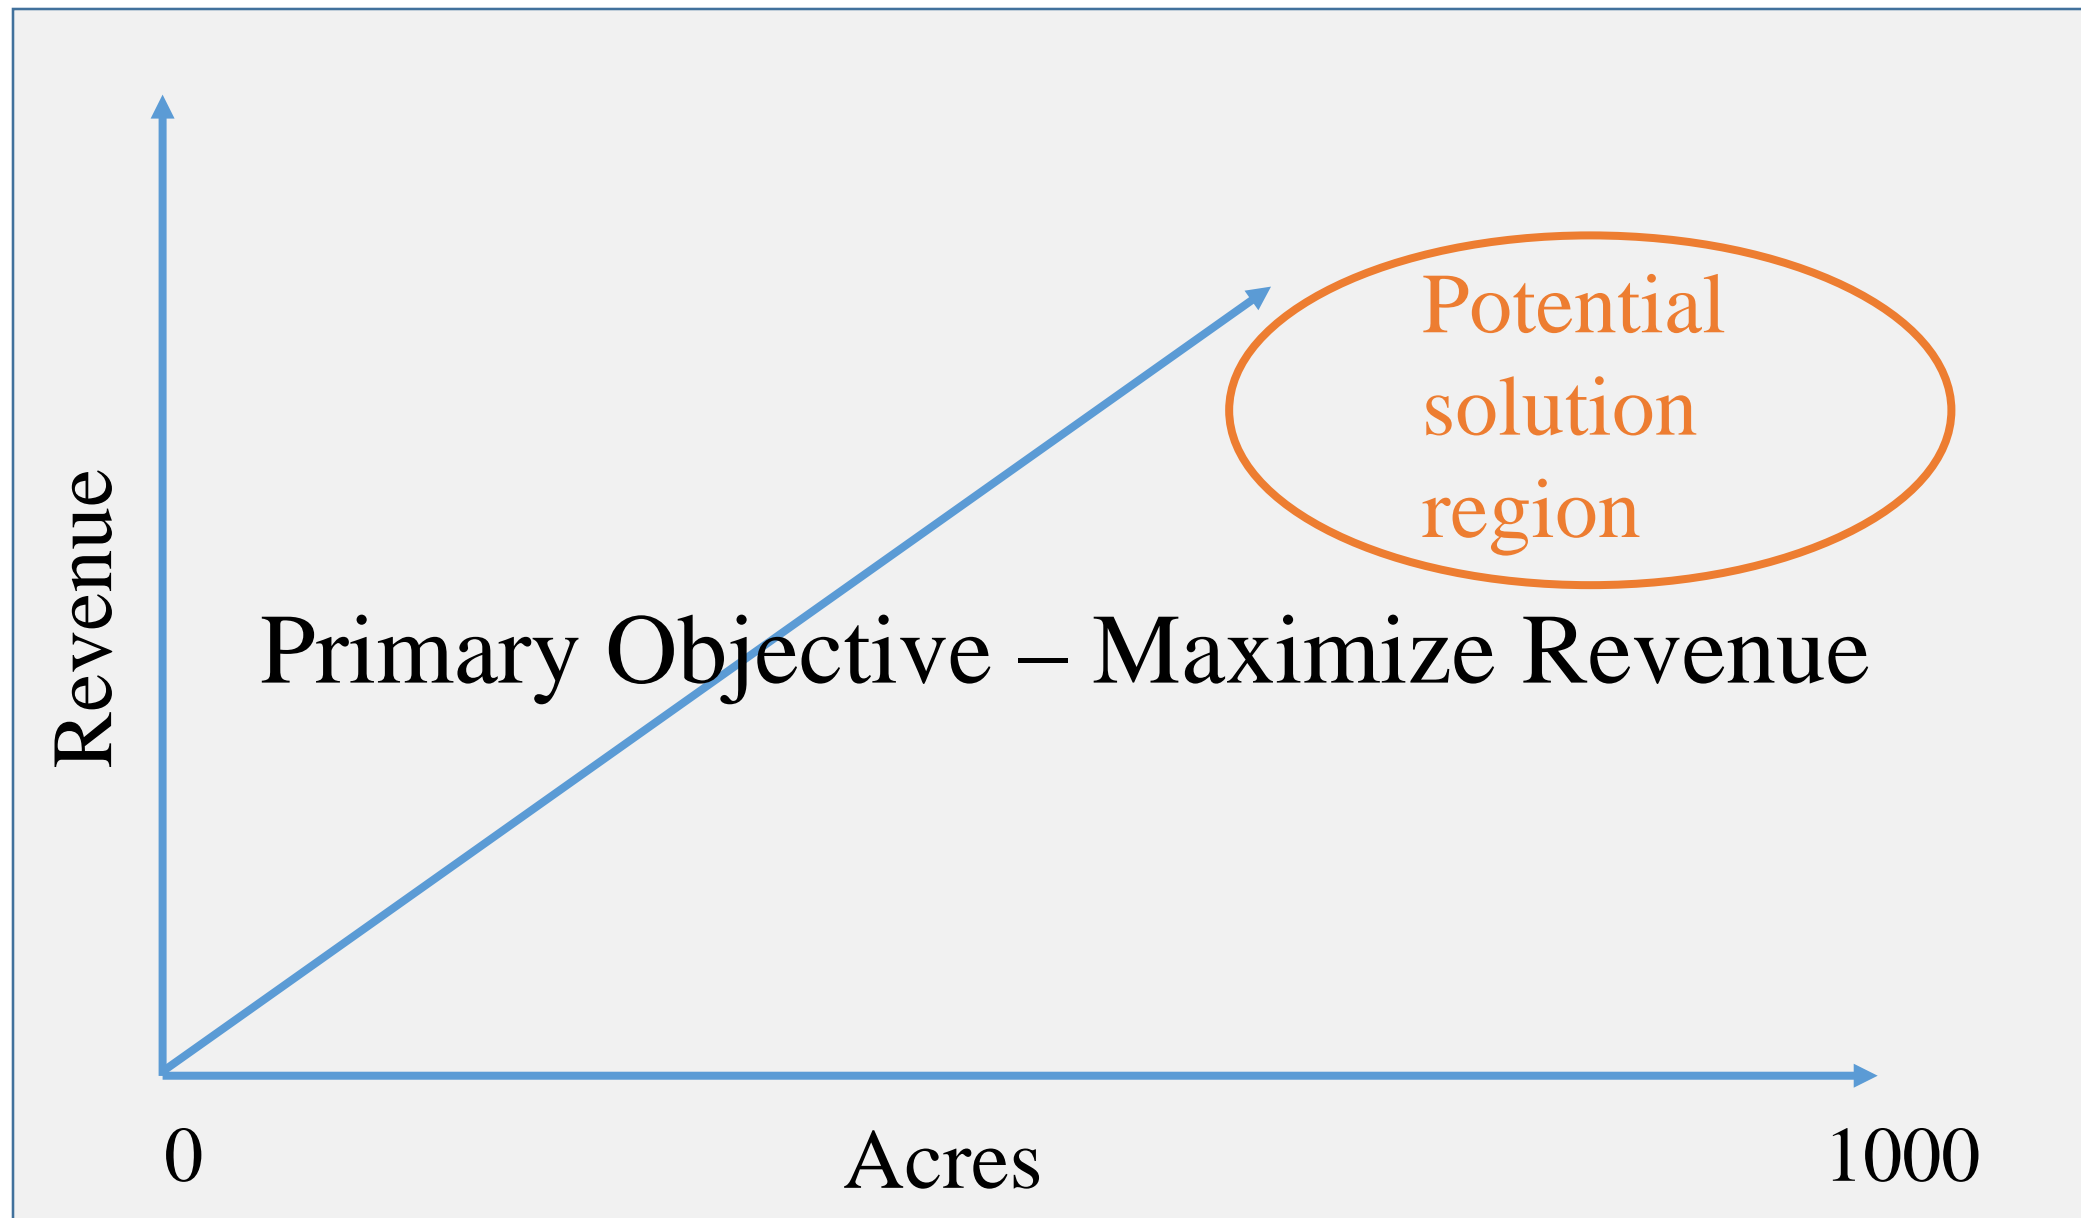 Potential
solution
region
Primary Objective – Maximize Revenue
Revenue
0
Acres
1000